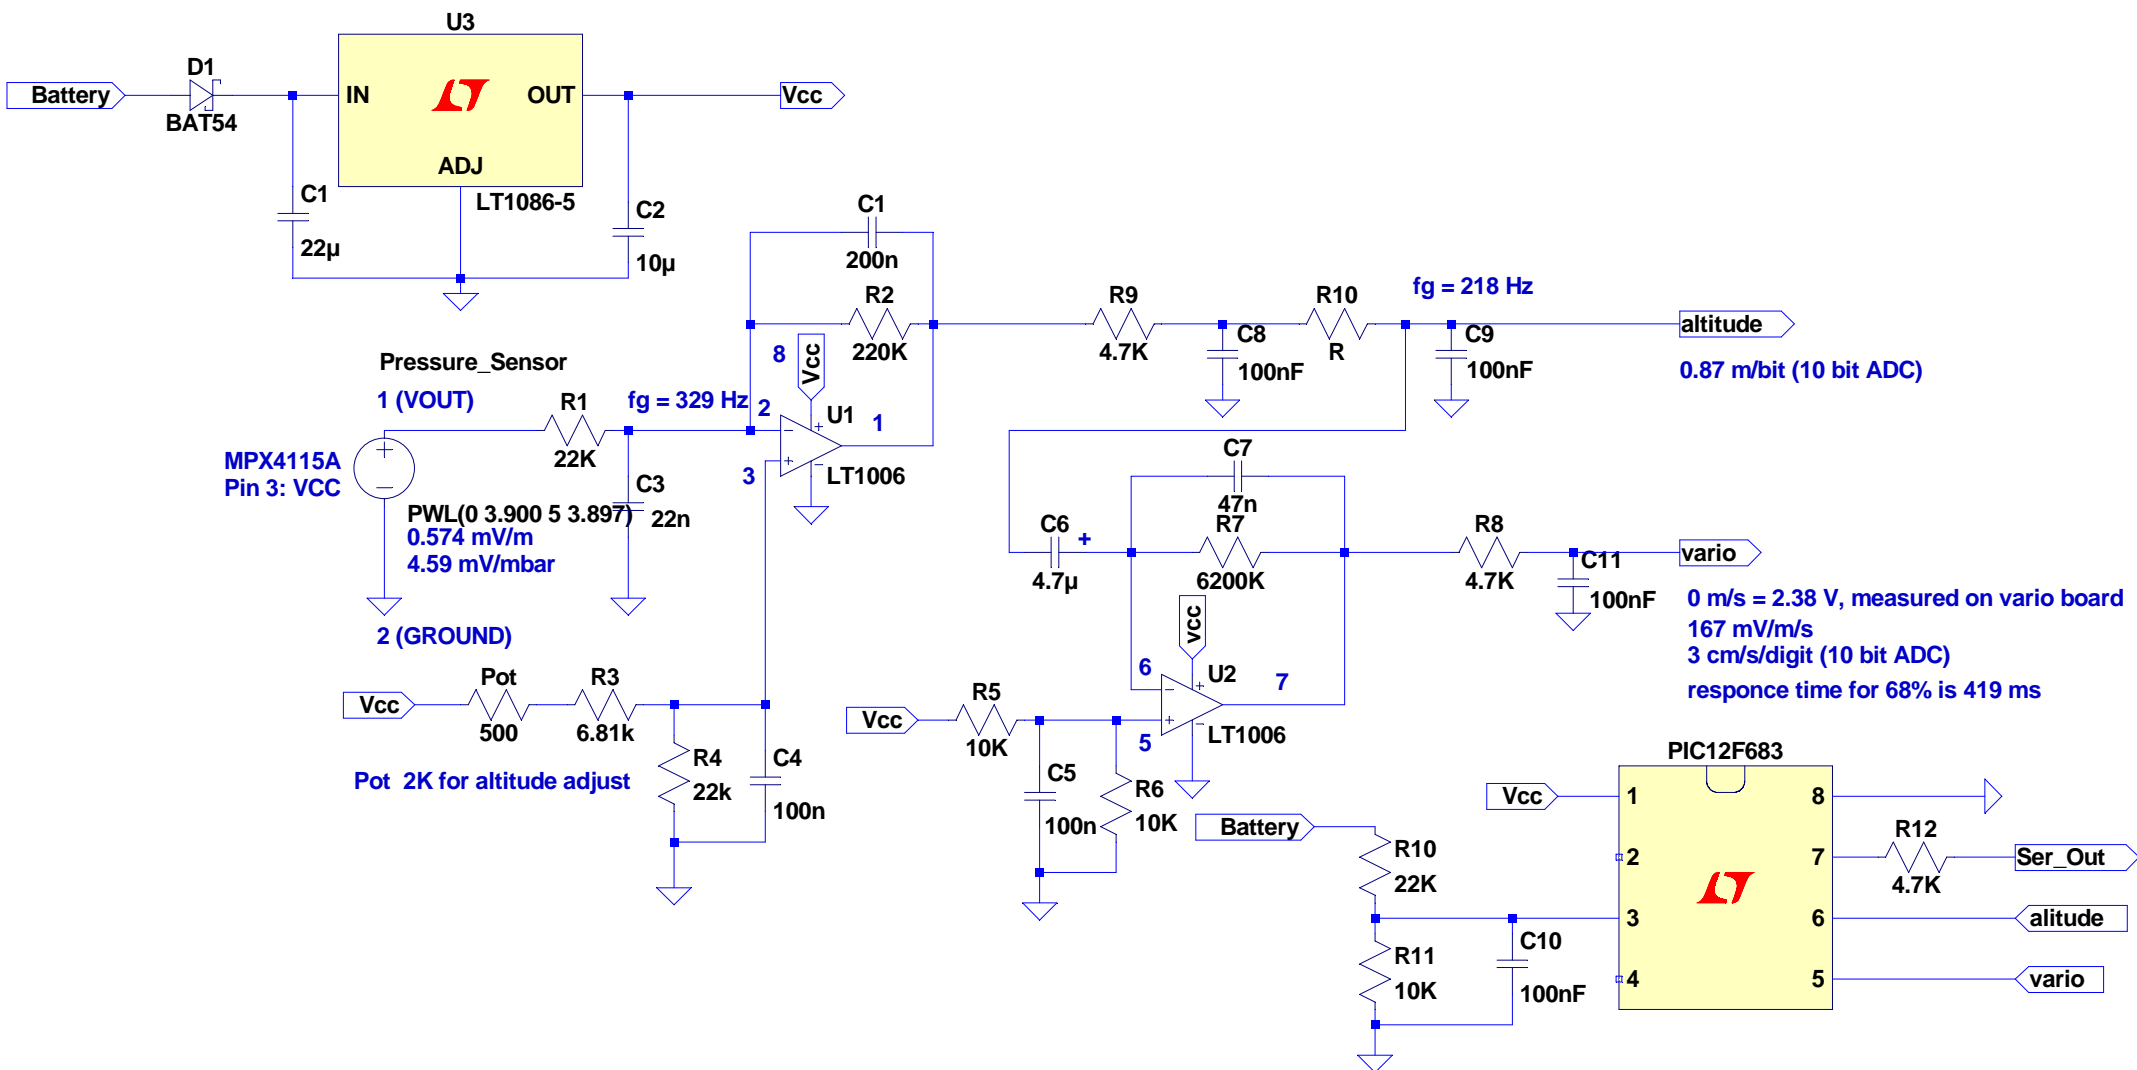 U3
D1
Battery
IN
OUT
Vcc
BAT54
ADJ
LT1086-5
C1
22µ
C2
10µ
C1
200n
R2
220K
8
Vcc
R9
4.7K
C8
100nF
R10
R
fg = 218 Hz
C9
100nF
altitude
0.87 m/bit (10 bit ADC)
Pressure_Sensor
1 (VOUT)
R1
22K
fg = 329 Hz
2
U1
1
3
LT1006
MPX4115A
Pin 3: VCC
C3
22n
PWL(0 3.900 5 3.897)
0.574 mV/m
4.59 mV/mbar
2 (GROUND)
C7
47n
C6
+
4.7µ
R7
6200K
R8
4.7K
C11
100nF
vario
0 m/s = 2.38 V, measured on vario board
167 mV/m/s
3 cm/s/digit (10 bit ADC)
responce time for 68% is 419 ms
vcc
6
U2
7
5
LT1006
Vcc
Pot
500
R3
6.81k
R4
22k
C4
100n
Pot 2K for altitude adjust
Vcc
R5
10K
C5
100n
R6
10K
Battery
R10
22K
R11
10K
C10
100nF
PIC12F683
Vcc
1
8
2
7
R12
4.7K
Ser_Out
3
6
alitude
4
5
vario